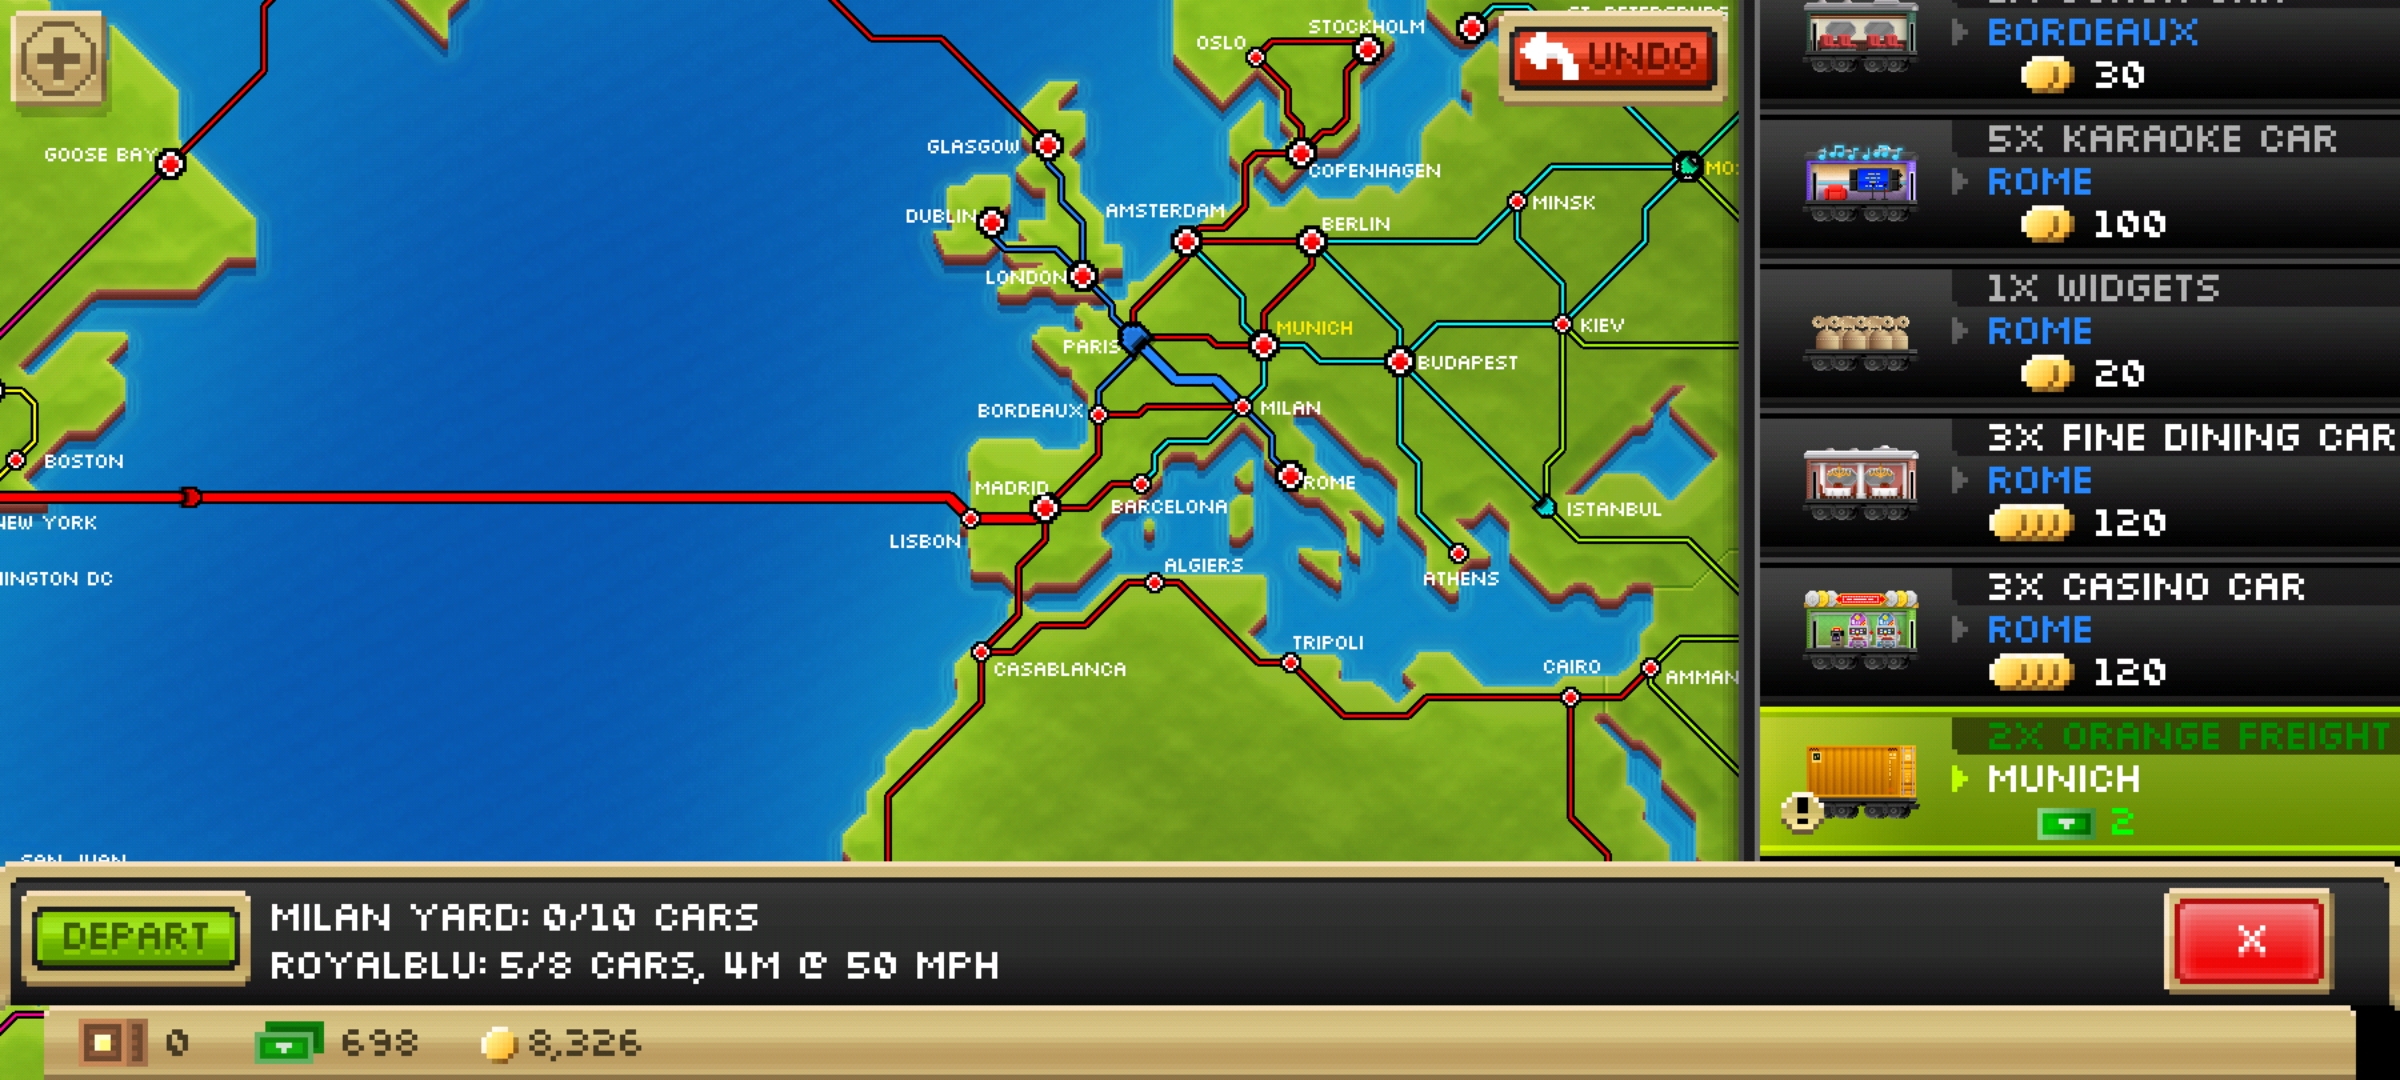 OSLO
STOCKHOLM
UNDO
GOOSE BAY
GLASGOW
COPENHAGEN
DUBLIN
AMSTERDAM
BERLIN
MINSK
MO
LONDON
MUNICH
KIEV
PARIS
BUDAPEST
BORDEAUX
MILAN
BOSTON
MADRID
ROME
BARCELONA
ISTANBUL
NEW YORK
LISBON
ALGIERS
ATHENS
INGTON DC
TRIPOLI
CAIRO
CASABLANCA
AMMAN
SAN JUAN
BORDEAUX
30
5X KARAOKE CAR
ROME
100
1X WIDGETS
ROME
20
3X FINE DINING CAR
ROME
120
3X CASINO CAR
ROME
120
2X ORANGE FREIGHT
MUNICH
2
DEPART
MILAN YARD: 0/10 CARS
ROYALBLU: 5/8 CARS, 4M @ 50 MPH
X
0
698
8,326